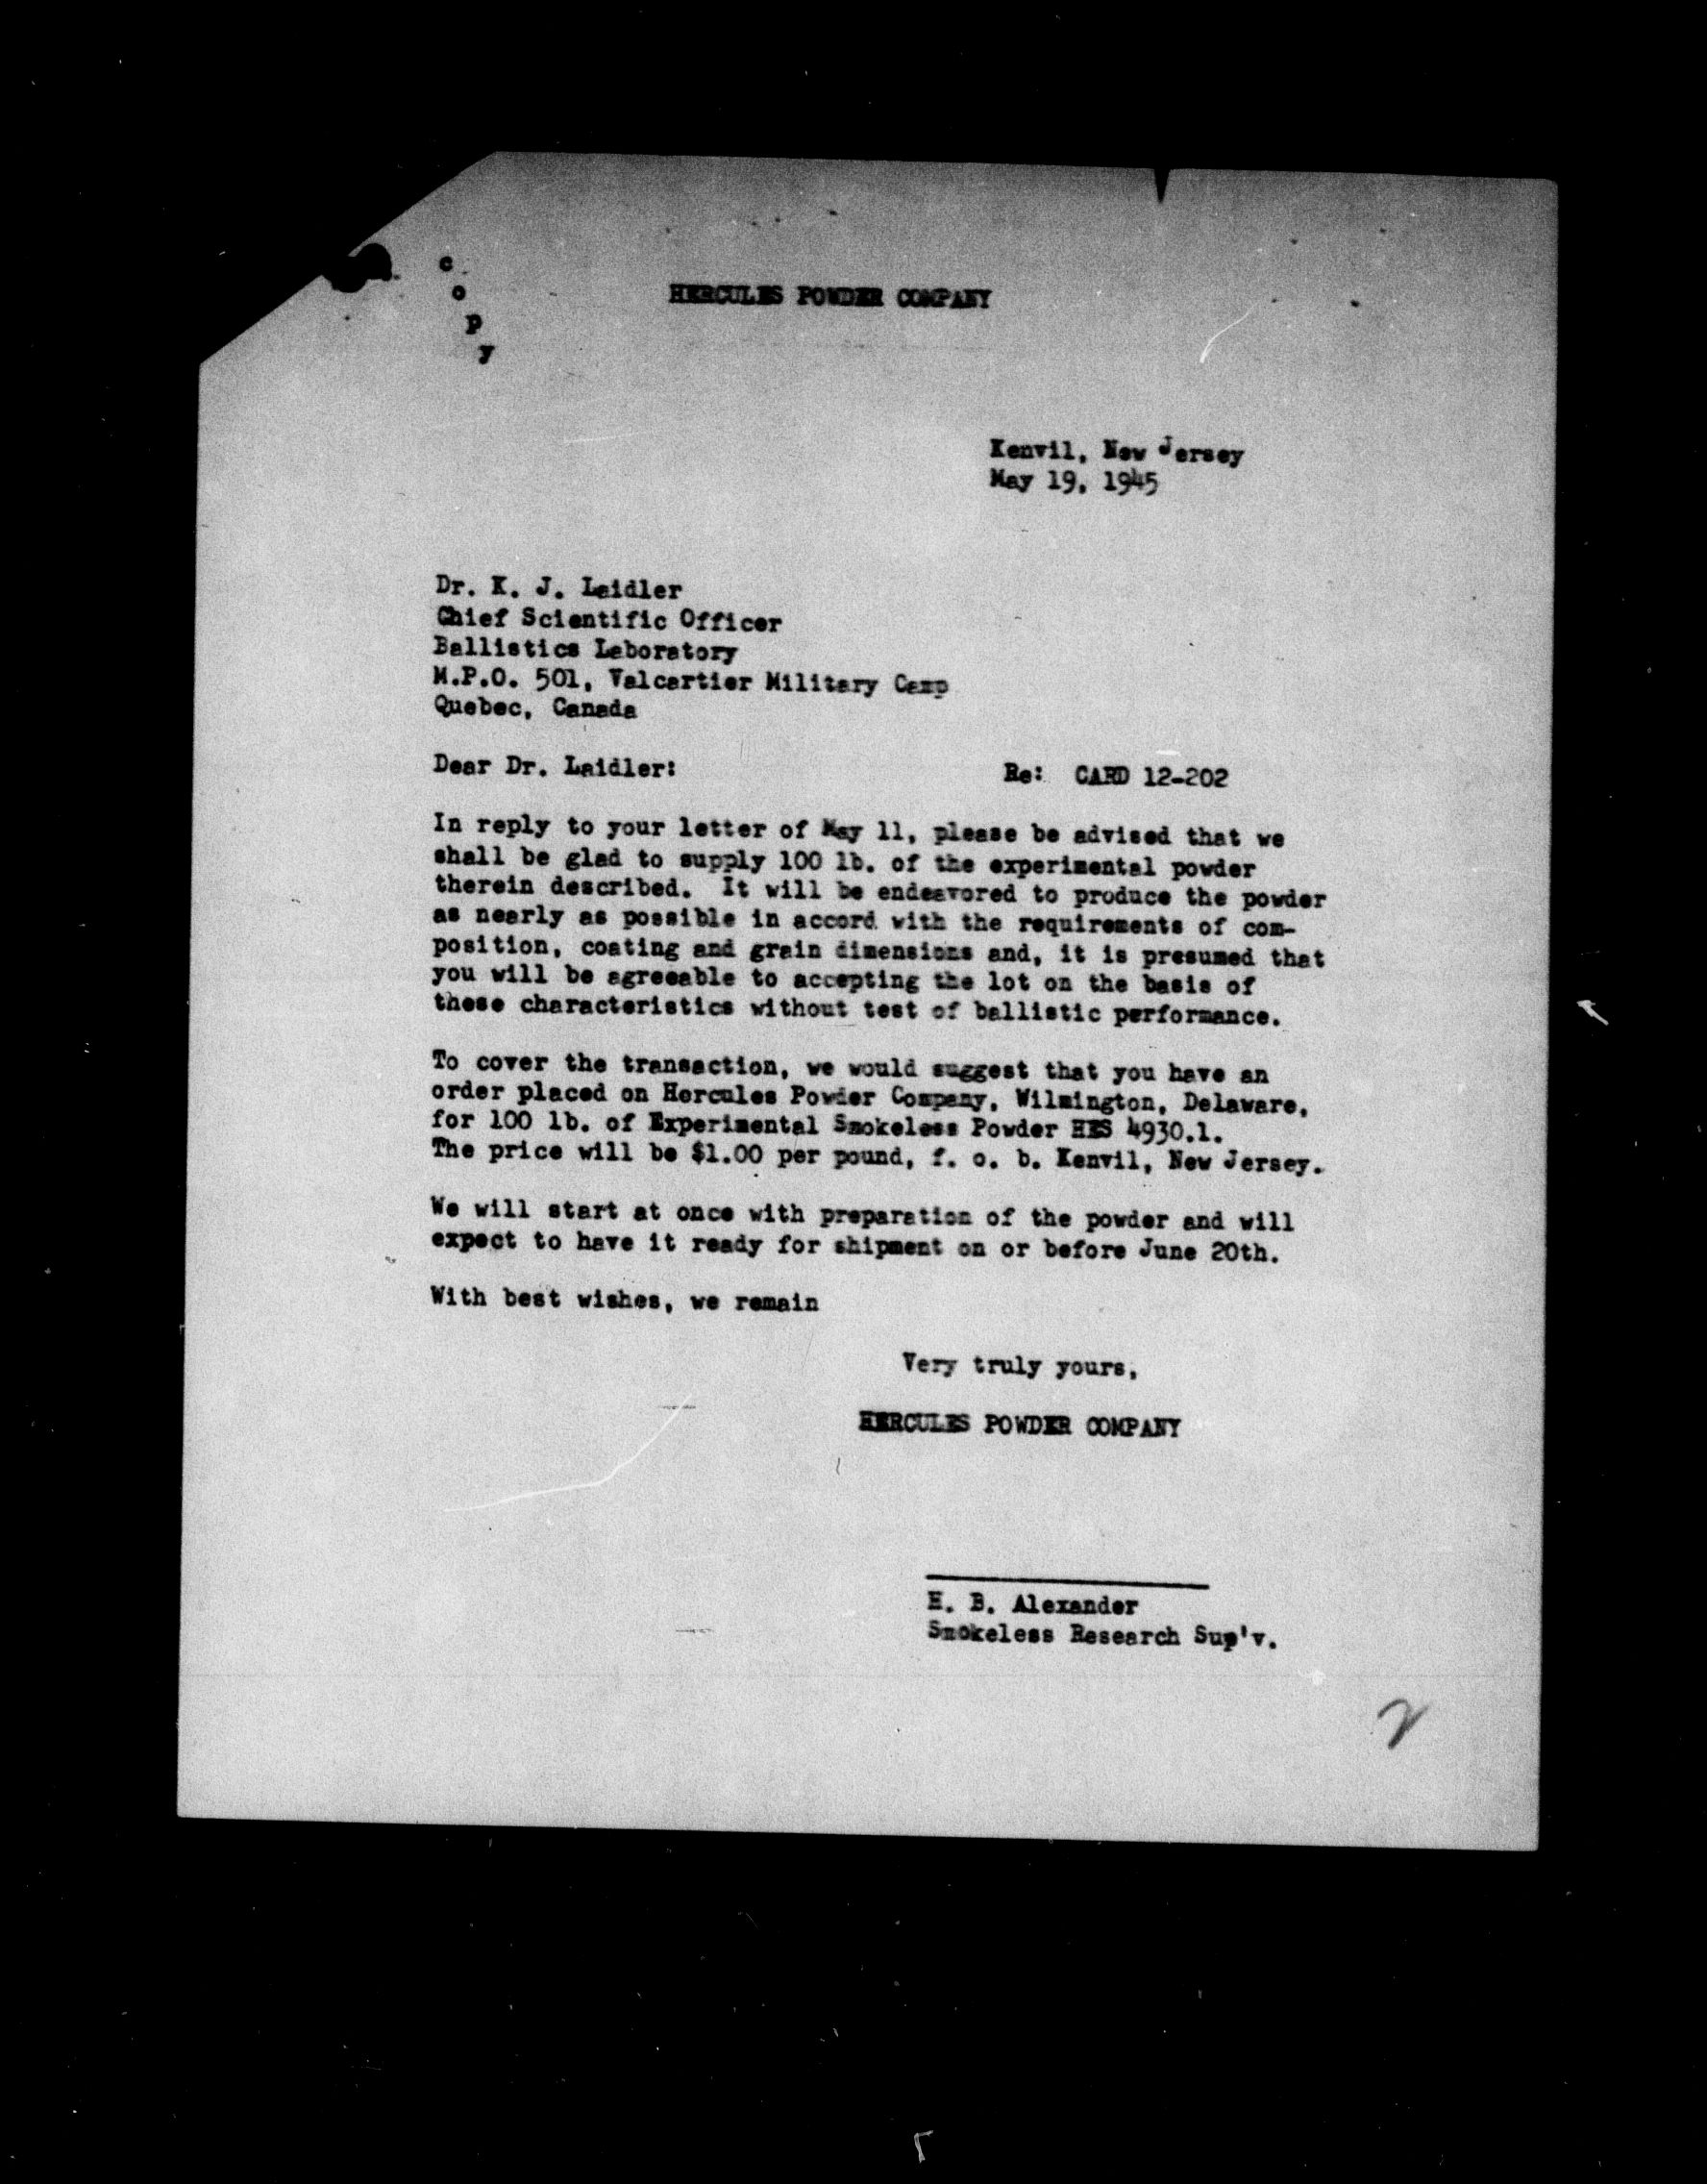 c
o
p
y
HERCULES POWDER COMPANY
Kenvil, New Jersey
May 19, 1945
Dr. K. J. Laidler
Chief Scientific Officer
Ballistics Laboratory
M.P.O. 501, Valcartier Military Camp
Quebec, Canada
Dear Dr. Laidler:
Re: CARD 12-202
In reply to your letter of May 11, please be advised that we
shall be glad to supply 100 lb. of the experimental powder
therein described. It will be endeavored to produce the powder
as nearly as possible in accord with the requirements of com-
position, coating and grain dimensions and, it is presumed that
you will be agreeable to accepting the lot on the basis of
these characteristics without test of ballistic performance.
To cover the transaction, we would suggest that you have an
order placed on Hercules Powder Company, Wilmington, Delaware,
for 100 lb. of Experimental Smokeless Powder HES 4930.1.
The price will be $1.00 per pound, f. o. b. Kenvil, New Jersey.
We will start at once with preparation of the powder and will
expect to have it ready for shipment on or before June 20th.
With best wishes, we remain
Very truly yours,
HERCULES POWDER COMPANY
H. B. Alexander
Smokeless Research Sup'v.
2